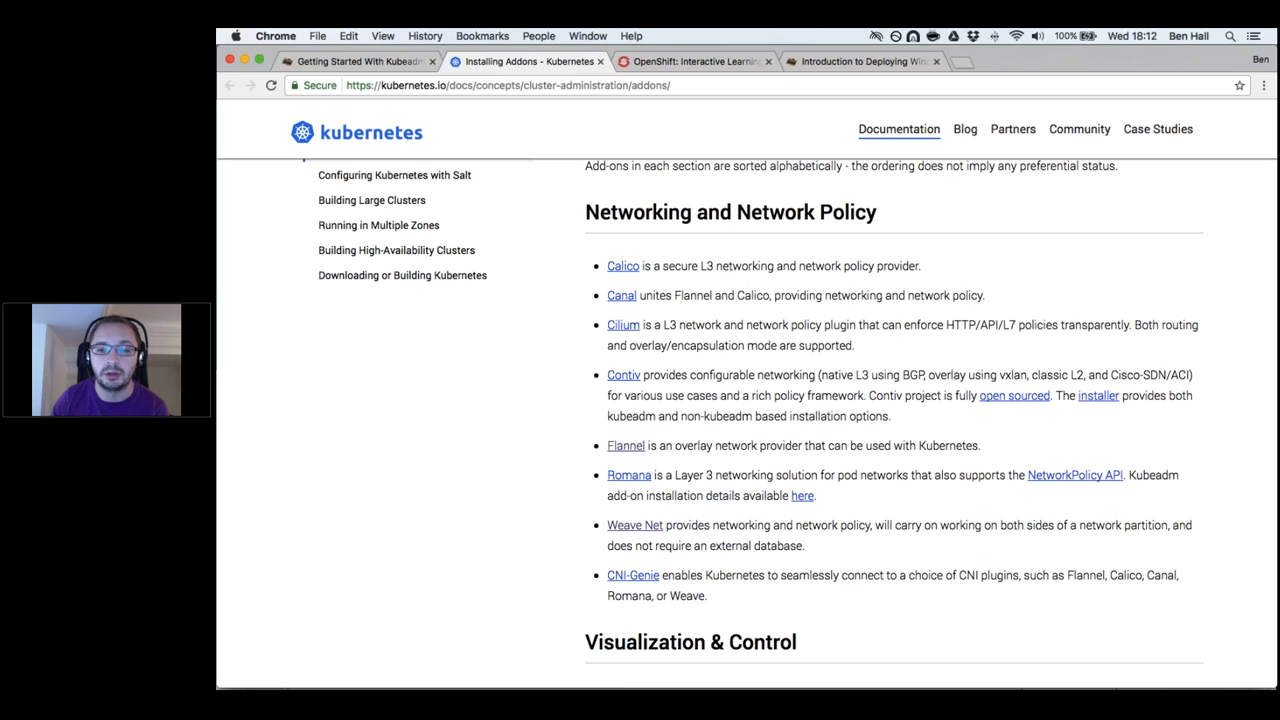 Chrome File Edit View History Bookmarks People Window Help 100% Wed 18:12 Ben Hall
Getting Started With Kubeadm Installing Addons - Kubernetes OpenShift: Interactive Learning Introduction to Deploying Win Ben
Secure https://kubernetes.io/docs/concepts/cluster-administration/addons/
kubernetes Documentation Blog Partners Community Case Studies
Configuring Kubernetes with Salt
Building Large Clusters
Running in Multiple Zones
Building High-Availability Clusters
Downloading or Building Kubernetes
Add-ons in each section are sorted alphabetically - the ordering does not imply any preferential status.
Networking and Network Policy
• Calico is a secure L3 networking and network policy provider.
• Canal unites Flannel and Calico, providing networking and network policy.
• Cilium is a L3 network and network policy plugin that can enforce HTTP/API/L7 policies transparently. Both routing
and overlay/encapsulation mode are supported.
• Contiv provides configurable networking (native L3 using BGP, overlay using vxlan, classic L2, and Cisco-SDN/ACI)
for various use cases and a rich policy framework. Contiv project is fully open sourced. The installer provides both
kubeadm and non-kubeadm based installation options.
• Flannel is an overlay network provider that can be used with Kubernetes.
• Romana is a Layer 3 networking solution for pod networks that also supports the NetworkPolicy API. Kubeadm
add-on installation details available here.
• Weave Net provides networking and network policy, will carry on working on both sides of a network partition, and
does not require an external database.
• CNI-Genie enables Kubernetes to seamlessly connect to a choice of CNI plugins, such as Flannel, Calico, Canal,
Romana, or Weave.
Visualization & Control